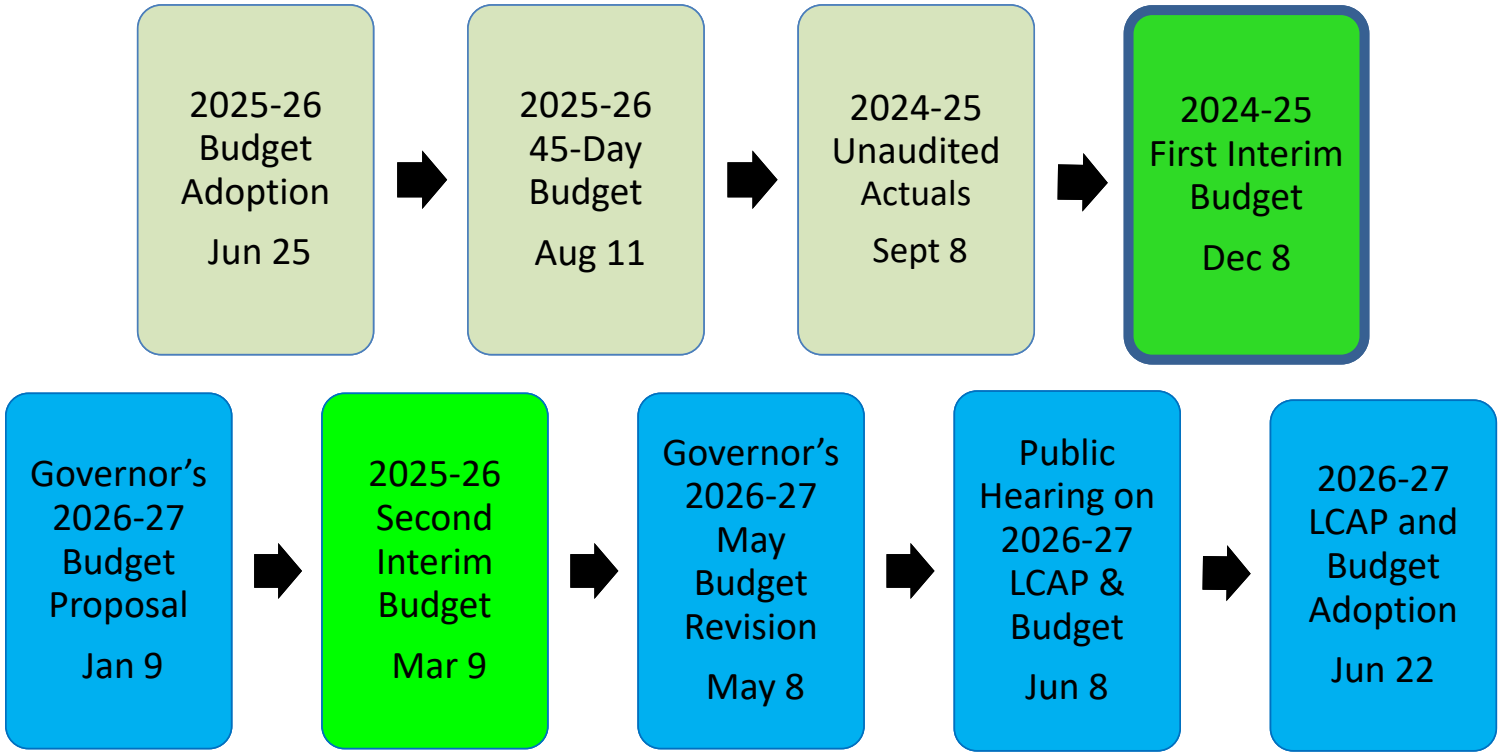 2025-26
Budget
Adoption
Jun 25
2025-26
45-Day
Budget
Aug 11
2024-25
Unaudited
Actuals
Sept 8
2024-25
First Interim
Budget
Dec 8
Governor’s
2026-27
Budget
Proposal
Jan 9
2025-26
Second
Interim
Budget
Mar 9
Governor’s
2026-27
May
Budget
Revision
May 8
Public
Hearing on
2026-27
LCAP &
Budget
Jun 8
2026-27
LCAP and
Budget
Adoption
Jun 22